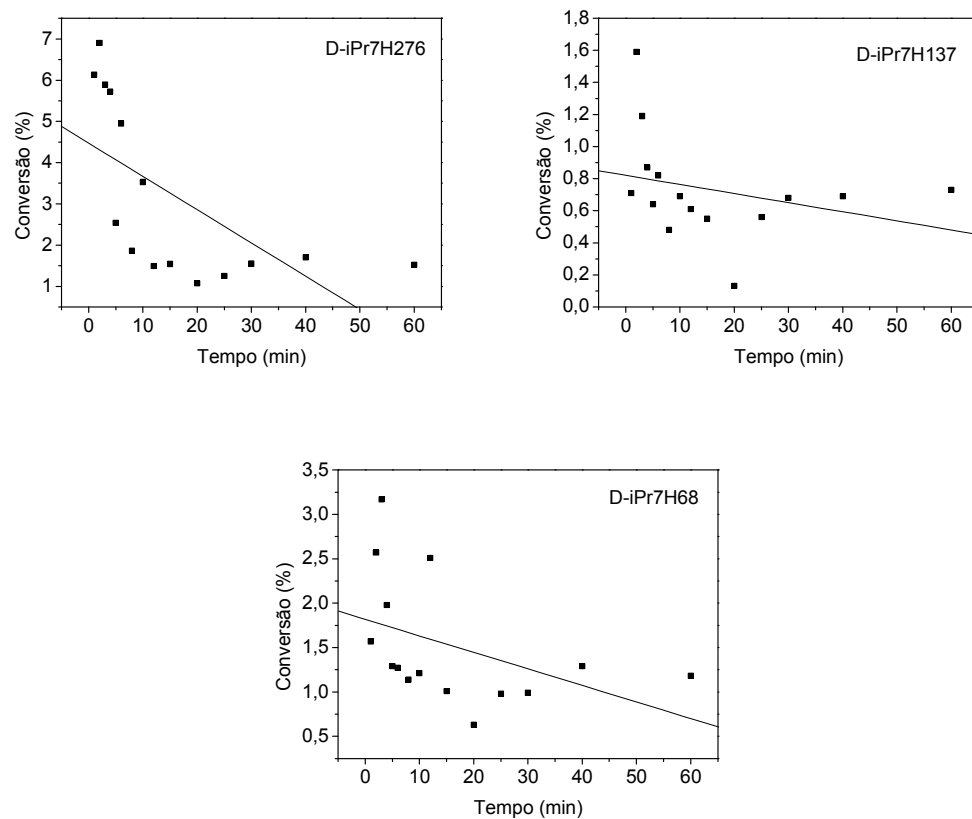 D-iPr7H276
7
6
5
4
3
2
1
Conversão (%)
0 10 20 30 40 50 60
Tempo (min)
D-iPr7H137
1,8
1,6
1,4
1,2
1,0
0,8
0,6
0,4
0,2
0,0
Conversão (%)
0 10 20 30 40 50 60
Tempo (min)
D-iPr7H68
3,5
3,0
2,5
2,0
1,5
1,0
0,5
Conversão (%)
0 10 20 30 40 50 60
Tempo (min)